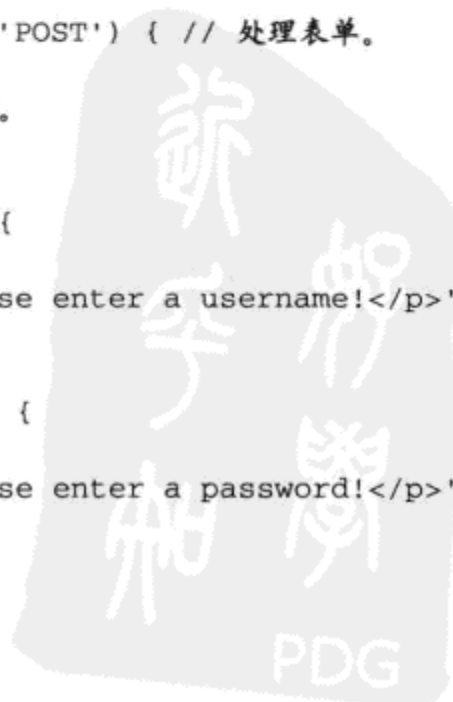 'POST') { // 处理表单。
。
{
se enter a username!</p>'
{
se enter a password!</p>'
PDG